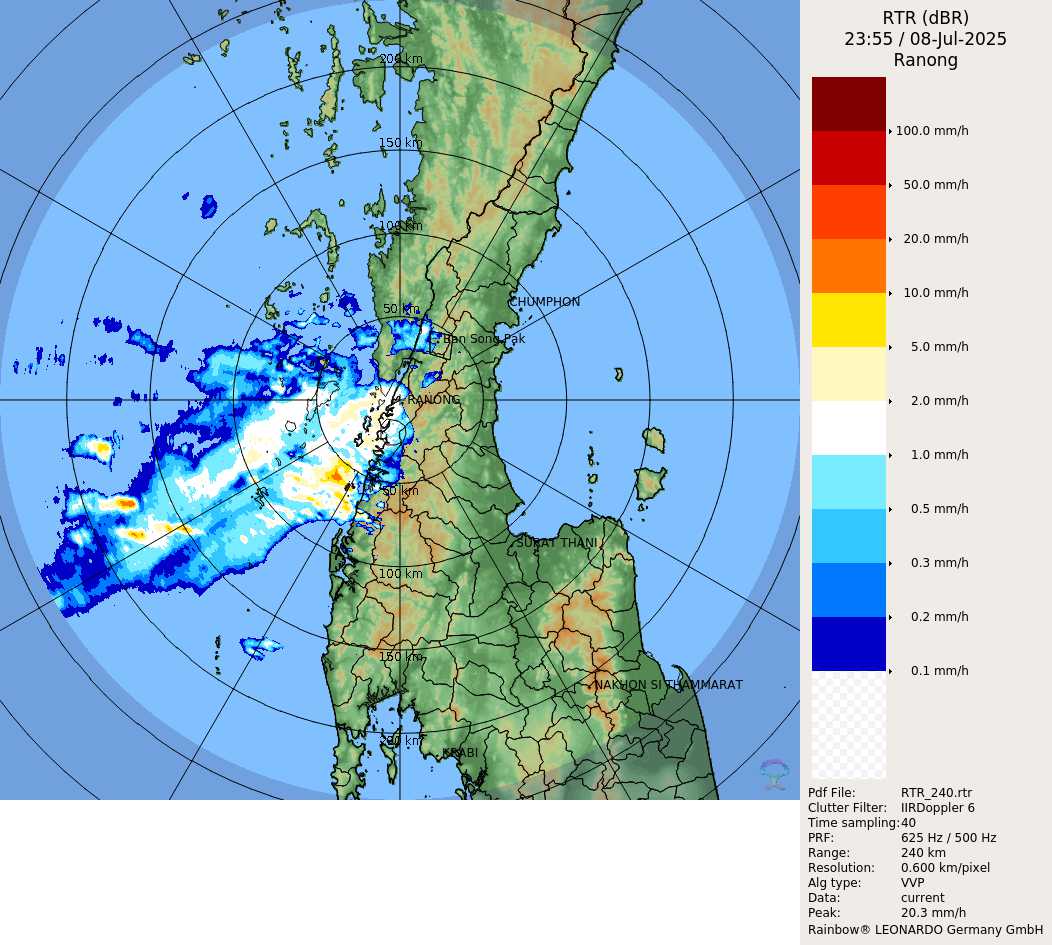 200 km
150 km
100 km
50 km
CHUMPHON
Ban Song Pak
RANONG
50 km
SURAT THANI
100 km
150 km
NAKHON SI THAMMARAT
200 km
KRABI
RTR (dBR)
23:55 / 08-Jul-2025
Ranong
100.0 mm/h
50.0 mm/h
20.0 mm/h
10.0 mm/h
5.0 mm/h
2.0 mm/h
1.0 mm/h
0.5 mm/h
0.3 mm/h
0.2 mm/h
0.1 mm/h
Pdf File: RTR_240.rtr
Clutter Filter: IIRDoppler 6
Time sampling:40
PRF: 625 Hz / 500 Hz
Range: 240 km
Resolution: 0.600 km/pixel
Alg type: VVP
Data: current
Peak: 20.3 mm/h
Rainbow® LEONARDO Germany GmbH